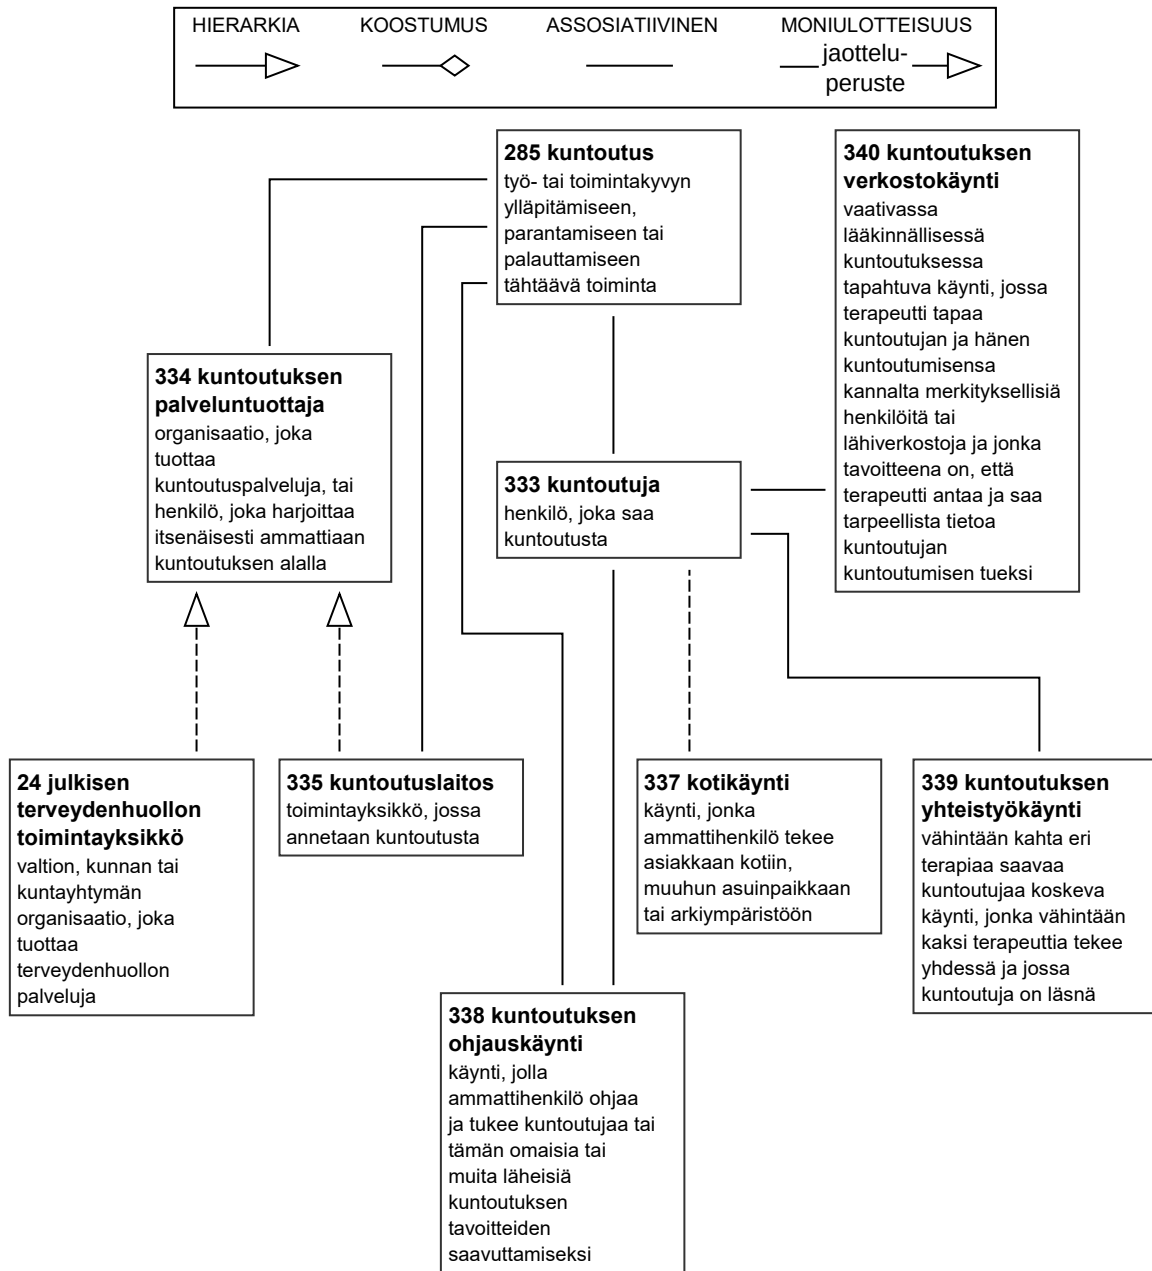 HIERARKIA
KOOSTUMUS
ASSOSIATIIVINEN
MONIULOTTEISUUS
jaottelu-
peruste
285 kuntoutus
työ- tai toimintakyvyn
ylläpitämiseen,
parantamiseen tai
palauttamiseen
tähtäävä toiminta
340 kuntoutuksen
verkostokäynti
vaativassa
lääkinnällisessä
kuntoutuksessa
tapahtuva käynti, jossa
terapeutti tapaa
kuntoutujan ja hänen
kuntoutumisensa
kannalta merkityksellisiä
henkilöitä tai
lähiverkostoja ja jonka
tavoitteena on, että
terapeutti antaa ja saa
tarpeellista tietoa
kuntoutujan
kuntoutumisen tueksi
334 kuntoutuksen
palveluntuottaja
organisaatio, joka
tuottaa
kuntoutuspalveluja, tai
henkilö, joka harjoittaa
itsenäisesti ammattiaan
kuntoutuksen alalla
333 kuntoutuja
henkilö, joka saa
kuntoutusta
24 julkisen
terveydenhuollon
toimintayksikkö
valtion, kunnan tai
kuntayhtymän
organisaatio, joka
tuottaa
terveydenhuollon
palveluja
335 kuntoutuslaitos
toimintayksikkö, jossa
annetaan kuntoutusta
337 kotikäynti
käynti, jonka
ammattihenkilö tekee
asiakkaan kotiin,
muuhun asuinpaikkaan
tai arkiympäristöön
339 kuntoutuksen
yhteistyökäynti
vähintään kahta eri
terapiaa saavaa
kuntoutujaa koskeva
käynti, jonka vähintään
kaksi terapeuttia tekee
yhdessä ja jossa
kuntoutuja on läsnä
338 kuntoutuksen
ohjauskäynti
käynti, jolla
ammattihenkilö ohjaa
ja tukee kuntoutujaa tai
tämän omaisia tai
muita läheisiä
kuntoutuksen
tavoitteiden
saavuttamiseksi